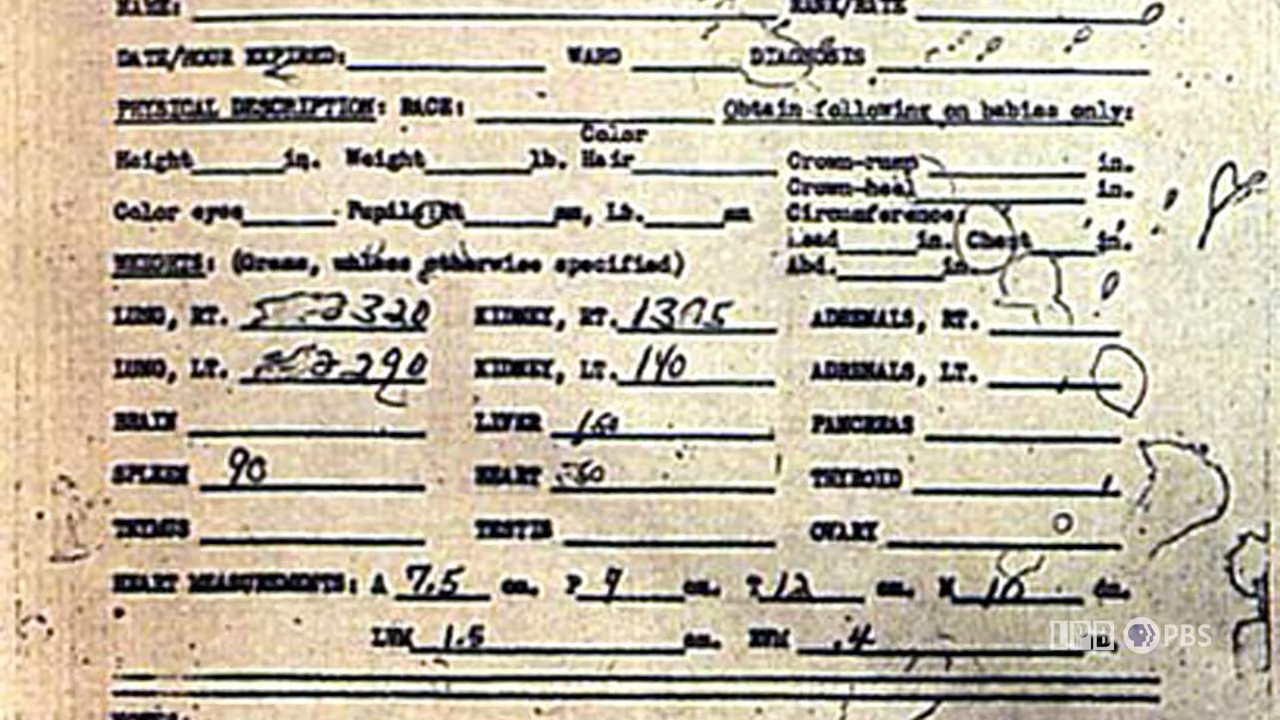 NAME: RANK/RATE
DATE/HOUR EXPIRED: WARD DIAGNOSIS
PHYSICAL DESCRIPTION: RACE: Obtain following on babies only:
Color
Height in. Weight lb. Hair Crown-rump in.
Crown-heel in.
Color eyes Pupil: Rt mm, Lb. mm Circumference:
in. Chest in.
WEIGHTS: (Grams, unless otherwise specified) Abd. in.
LUNG, RT. 320 KIDNEY, RT. ADRENALS, RT.
LUNG, LT. 290 KIDNEY, LT. 140 ADRENALS, LT.
BRAIN LIVER PANCREAS
SPLEEN 90 HEART THYROID
THYMUS TESTIS OVARY
HEART MEASUREMENTS: A 7.5 cm. P 9 cm. T 12 cm. M 10 cm.
LVM 1.5 cm. RVM .4
NOTES:
PBS